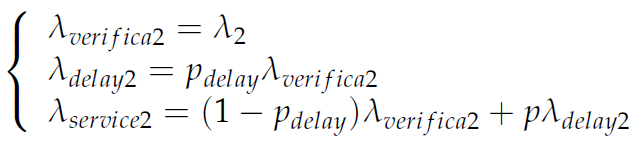 λ_verifica2 = λ_2
λ_delay2 = p_delay λ_verifica2
λ_service2 = (1 − p_delay)λ_verifica2 + pλ_delay2